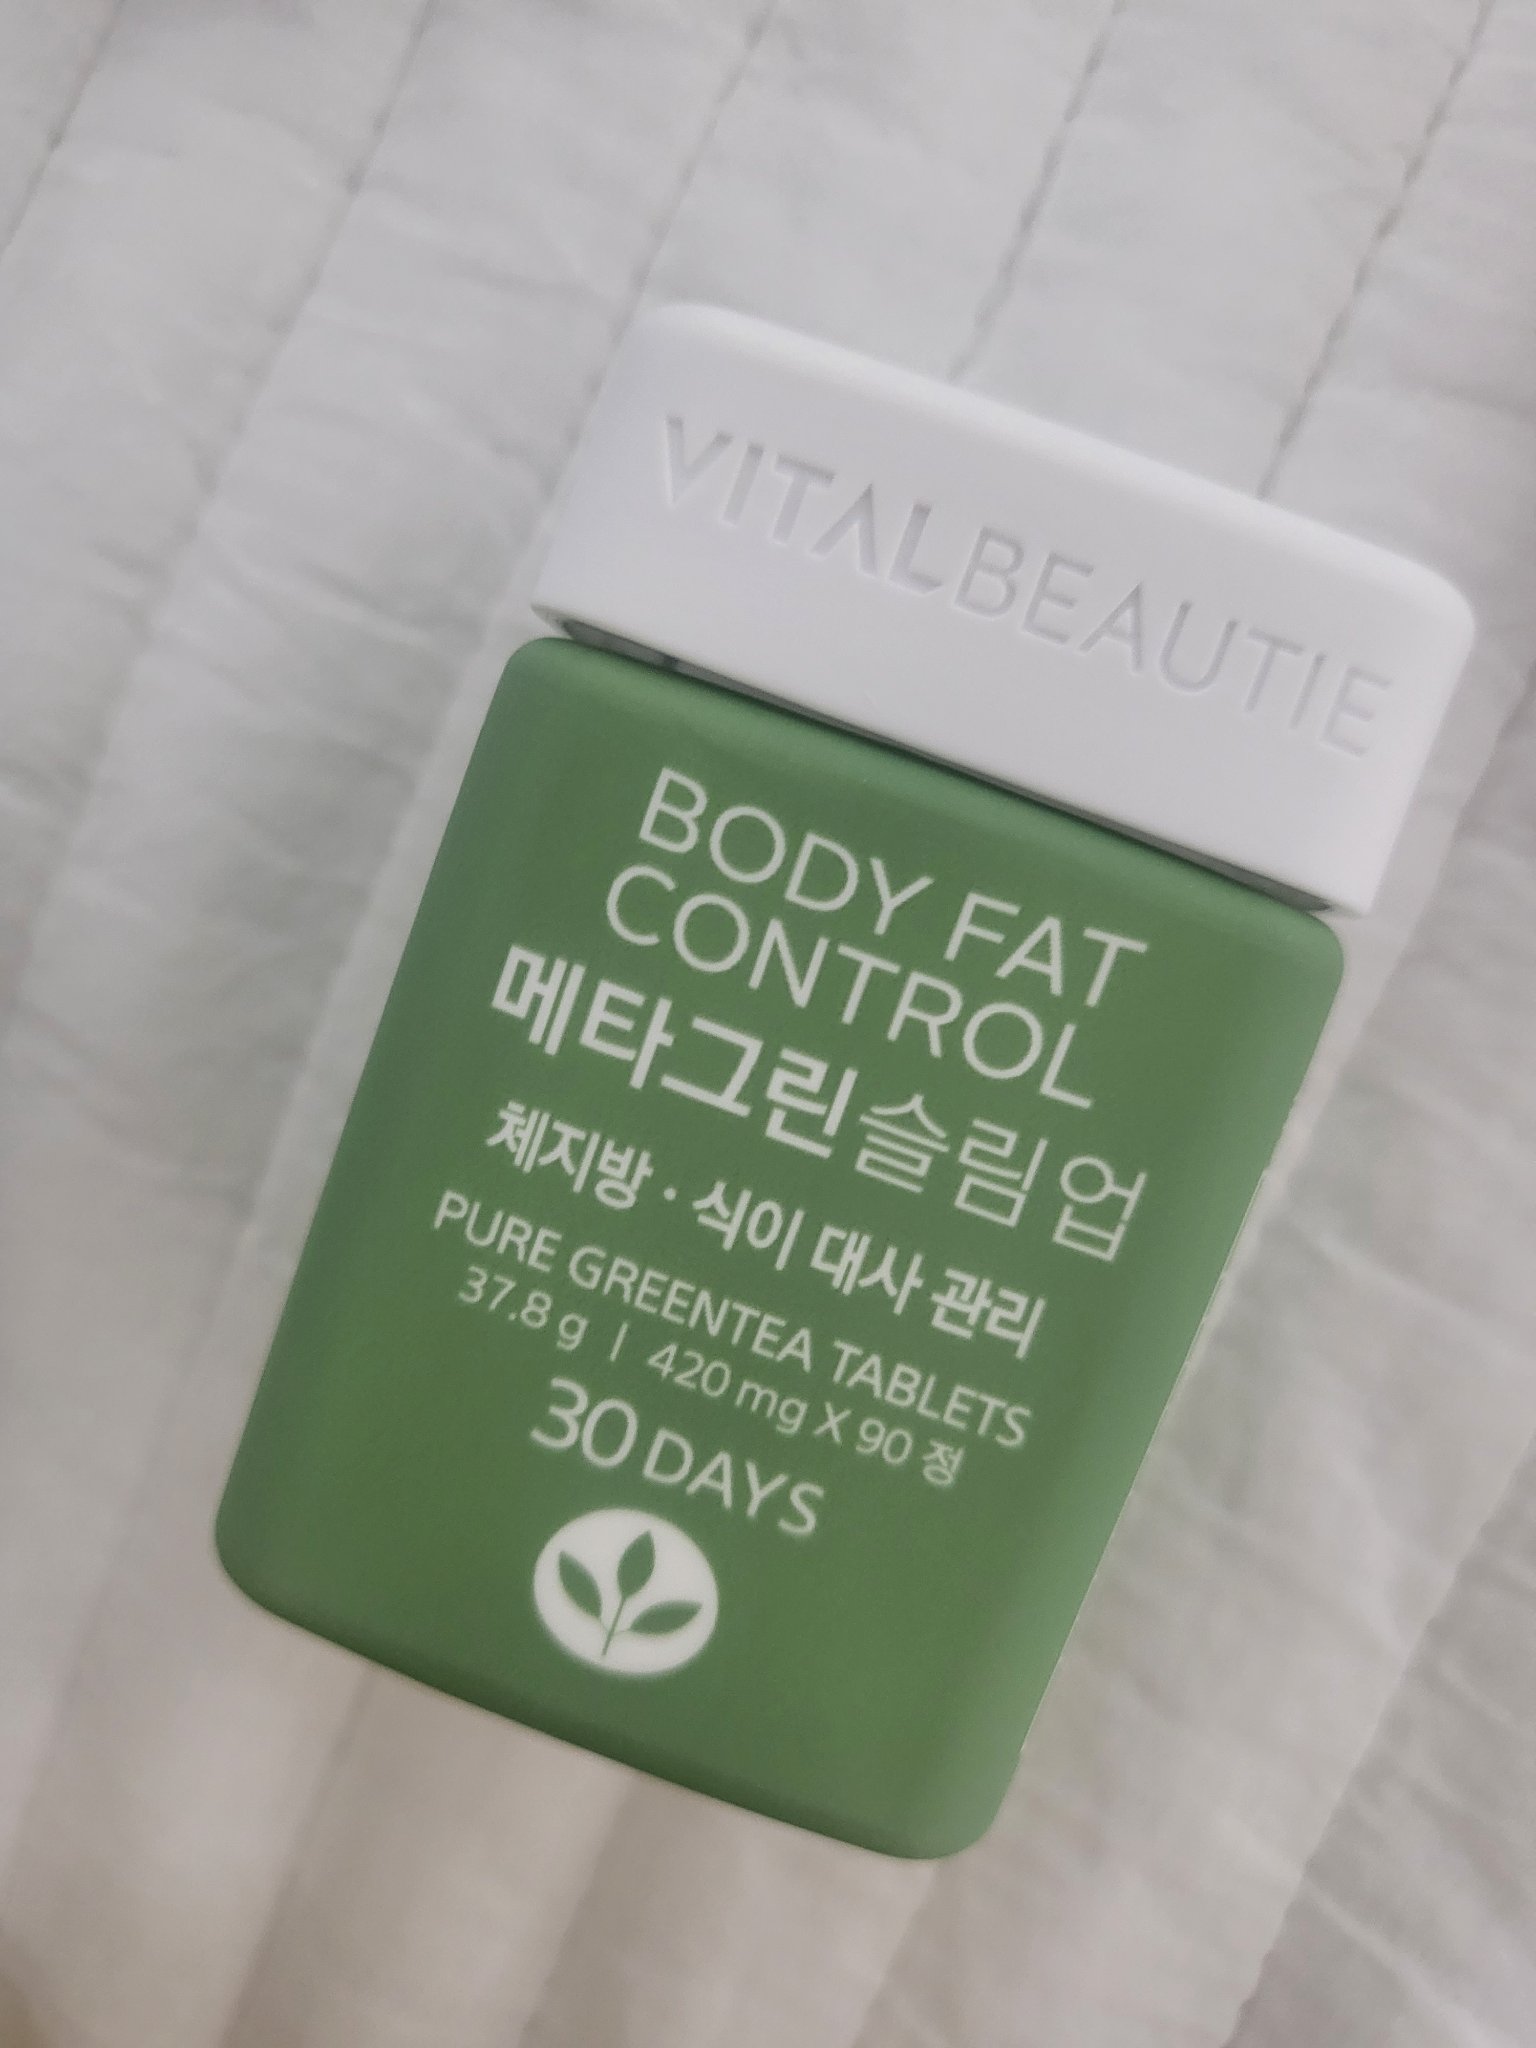 VITALBEAUTIE
BODY FAT
CONTROL
메타그린슬림업
체지방 · 식이 대사 관리
PURE GREENTEA TABLETS
37.8 g | 420 mg X 90 정
30 DAYS